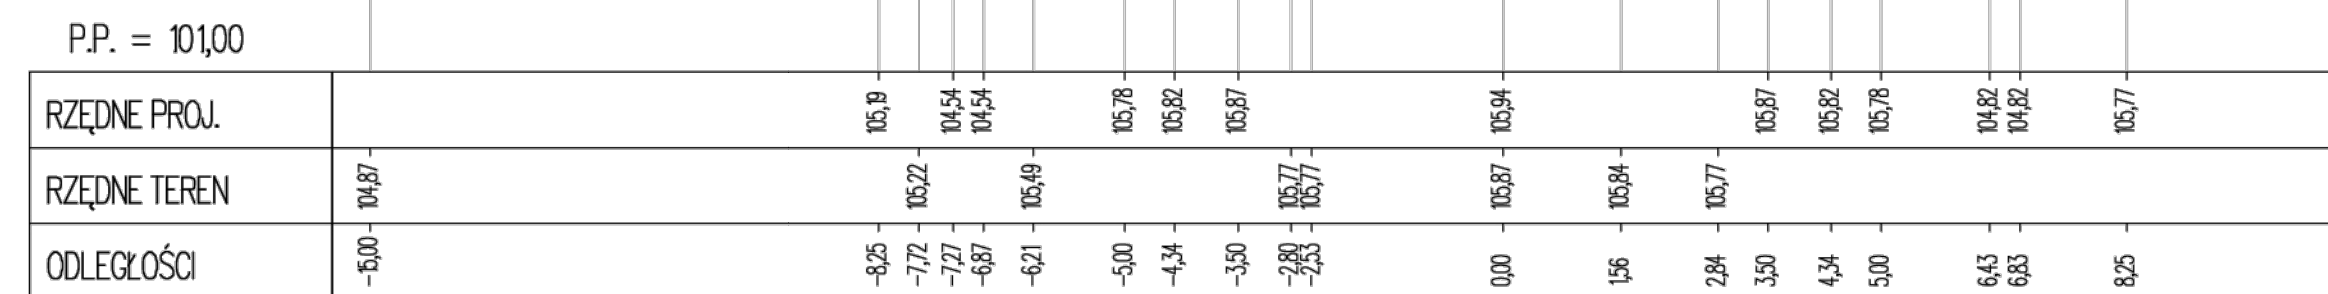 P.P. = 101,00
RZĘDNE PROJ. 105,19 104,54 104,54 105,78 105,82 105,87 105,94 105,87 105,82 105,78 104,82 104,82 105,77
RZĘDNE TEREN 104,87 105,22 105,49 105,77 105,77 105,87 105,84 105,77
ODLEGŁOŚCI -15,00 -8,25 -7,72 -7,27 -6,87 -6,21 -5,00 -4,34 -3,50 -2,80 -2,53 0,00 1,56 2,84 3,50 4,34 5,00 6,43 6,83 8,25